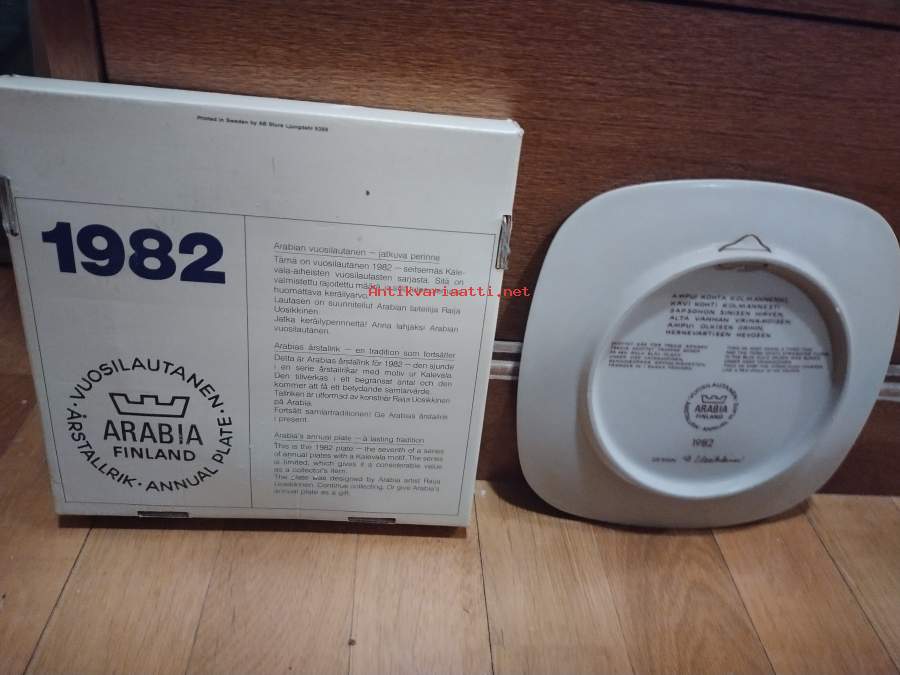 Printed in Sweden by AB Sture Ljungdahl
1982
VUOSILAUTANEN · ÅRSTALLRIK · ANNUAL PLATE ·
ARABIA
FINLAND
Arabian vuosilautanen – jatkuva perinne
Tämä on vuosilautanen 1982 – seitsemäs Kale-
vala-aiheisten vuosilautasten sarjasta. Sitä on
valmistettu rajoitettu
huomattava keräilyarvo.
Lautasen on suunnitellut Arabian taiteilija Raija
Uosikkinen.
Jatka keräilyperinnettä! Anna lahjaksi Arabian
vuosilautanen.
Antikvariaatti.net
Arabias årstallrik – en tradition som fortsätter
Detta är Arabias årstallrik för 1982 – den sjunde
i en serie årstallrikar med motiv ur Kalevala.
Den tillverkas i ett begränsat antal och den
kommer att få ett betydande samlarvärde.
Tallriken är utformad av konstnär Raija Uosikkinen
på Arabia.
Fortsätt samlartraditionen! Ge Arabias årstallrik
i present.
Arabia's annual plate – a lasting tradition
This is the 1982 plate – the seventh of a series
of annual plates with a Kalevala motif. The series
is limited, which gives it a considerable value
as a collector's item.
The plate was designed by Arabia artist Raija
Uosikkinen. Continue collecting. Or give Arabia's
annual plate as a gift.
AMPUI KOHTA KOLMANNENKI,
KÄVI KOHTI KOLMANNESTI
SAPSOHON SINISEN HIRVEN,
ALTA VANHAN VÄINÄMÖISEN.
AMPUI OLKISEN ORIHIN,
HERNEVARTISEN HEVOSEN
VUOSILAUTANEN
ÅRSTALLRIK · ANNUAL
ARABIA
FINLAND
1982
DESIGN R. Uosikkinen